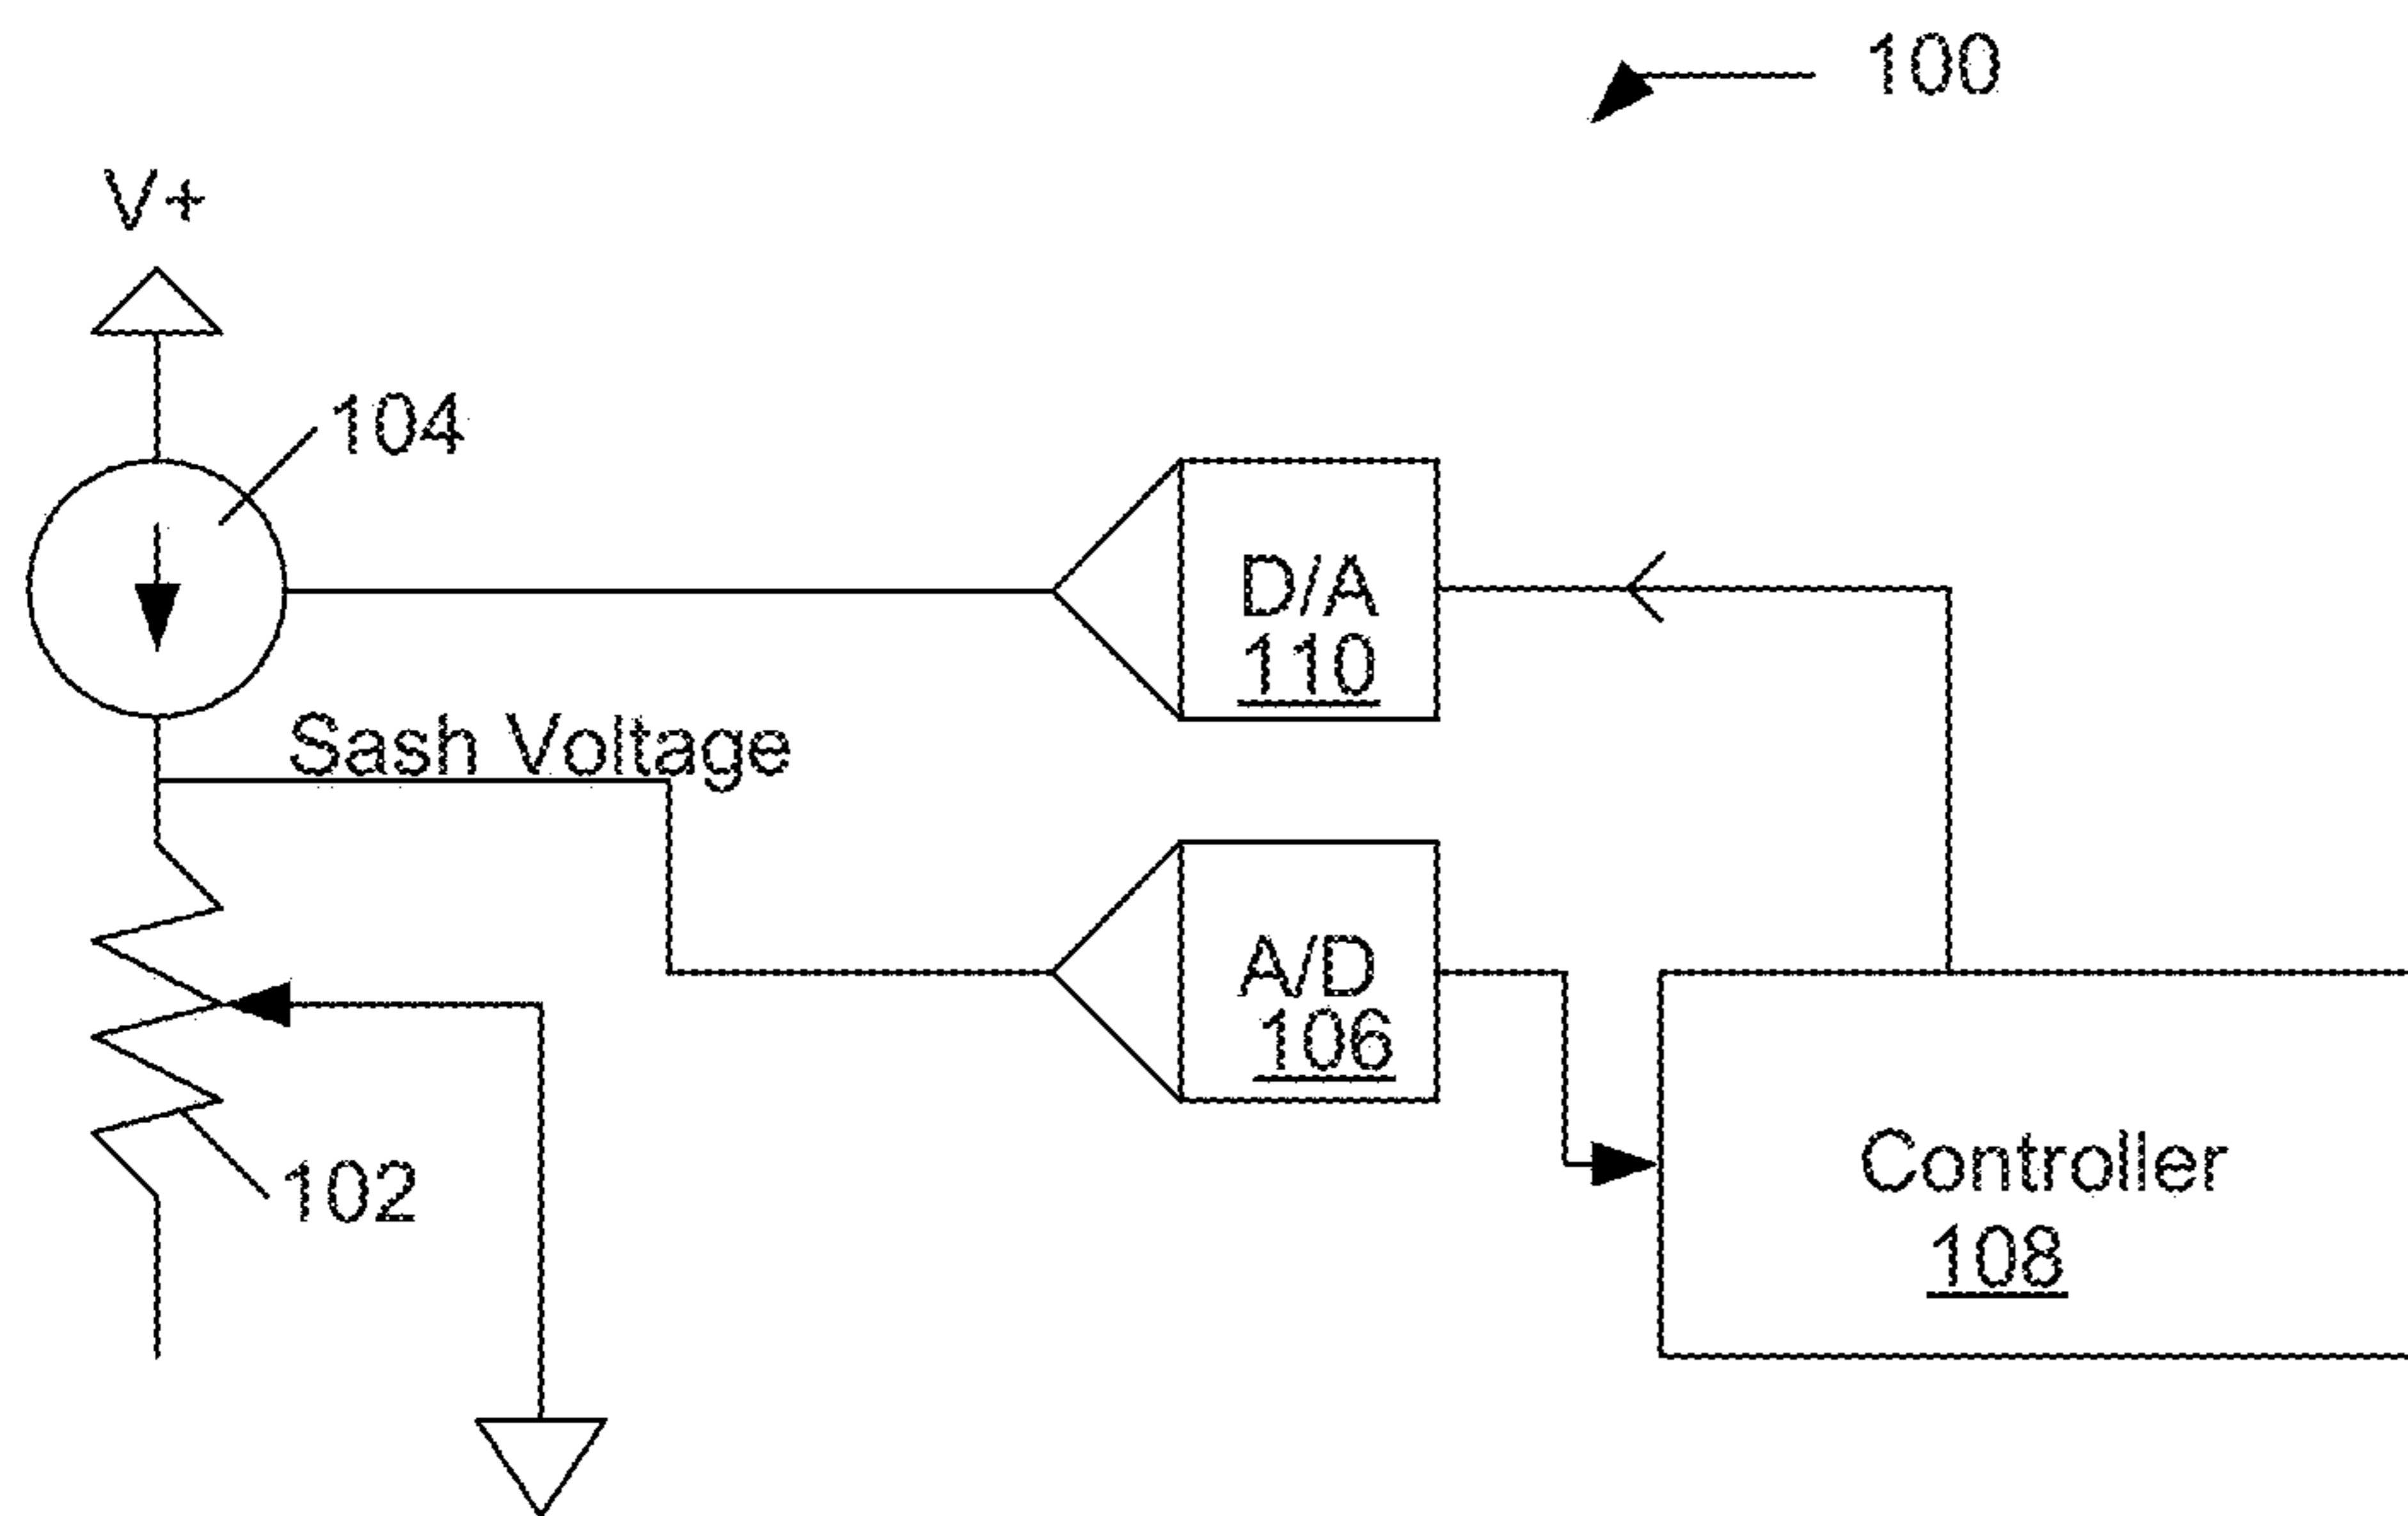 100
V+
104
D/A
110
Sash Voltage
A/D
106
Controller
108
102